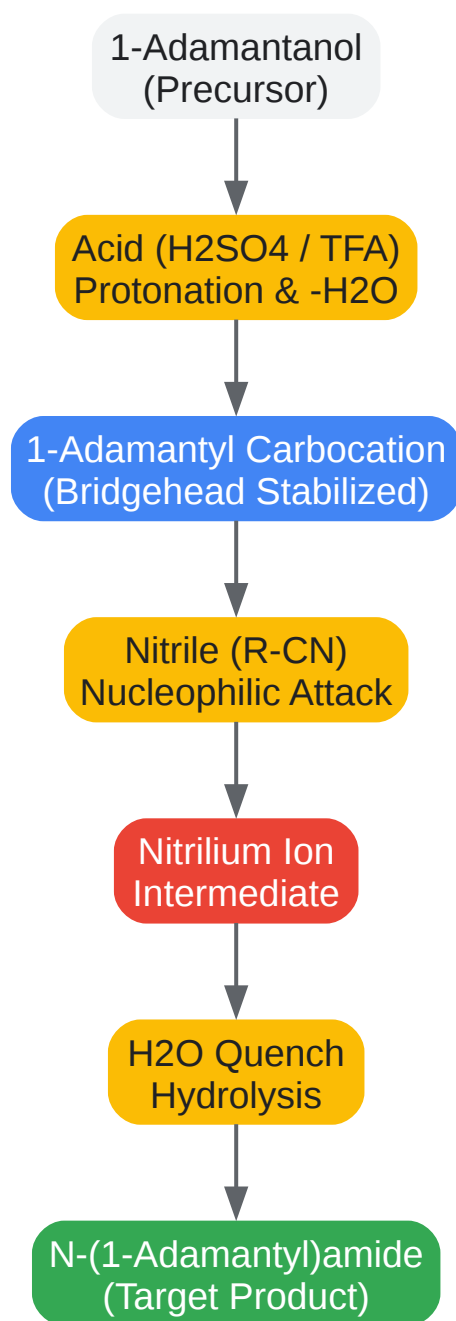 1-Adamantanol
(Precursor)
Acid (H2SO4 / TFA)
Protonation & -H2O
1-Adamantyl Carbocation
(Bridgehead Stabilized)
Nitrile (R-CN)
Nucleophilic Attack
Nitrilium Ion
Intermediate
H2O Quench
Hydrolysis
N-(1-Adamantyl)amide
(Target Product)